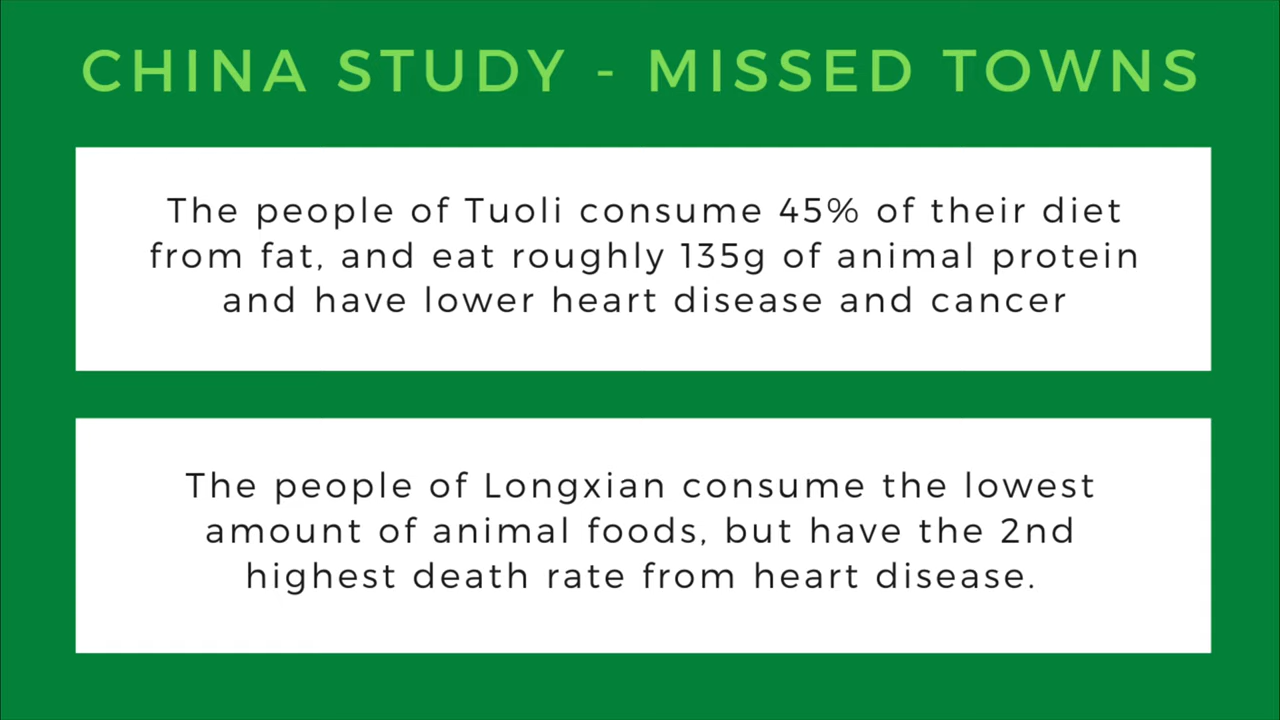 CHINA STUDY - MISSED TOWNS
The people of Tuoli consume 45% of their diet
from fat, and eat roughly 135g of animal protein
and have lower heart disease and cancer
The people of Longxian consume the lowest
amount of animal foods, but have the 2nd
highest death rate from heart disease.